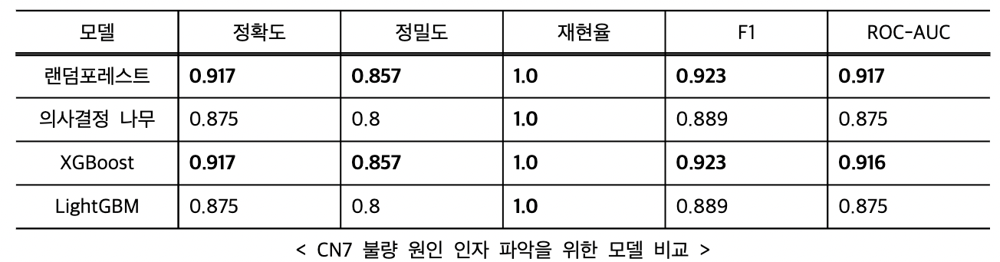 모델 정확도 정밀도 재현율 F1 ROC-AUC
랜덤포레스트 0.917 0.857 1.0 0.923 0.917
의사결정 나무 0.875 0.8 1.0 0.889 0.875
XGBoost 0.917 0.857 1.0 0.923 0.916
LightGBM 0.875 0.8 1.0 0.889 0.875
< CN7 불량 원인 인자 파악을 위한 모델 비교 >